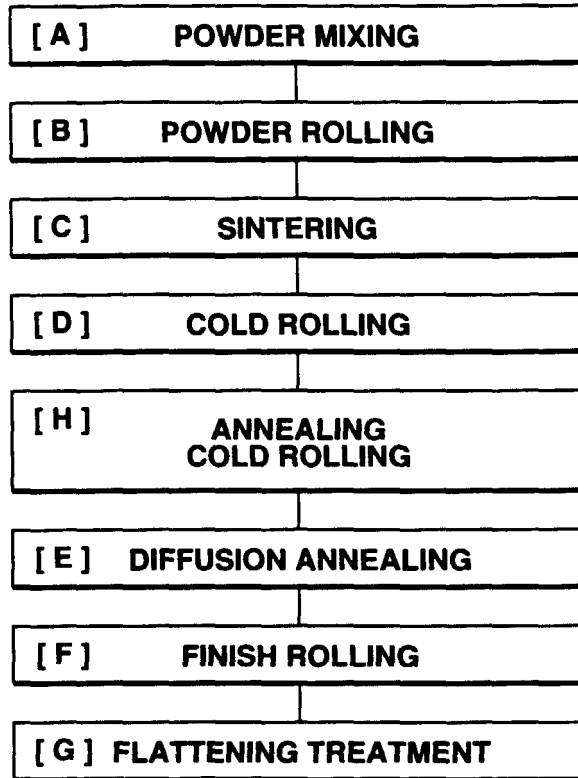 [A] POWDER MIXING
[B] POWDER ROLLING
[C] SINTERING
[D] COLD ROLLING
[H] ANNEALING
COLD ROLLING
[E] DIFFUSION ANNEALING
[F] FINISH ROLLING
[G] FLATTENING TREATMENT